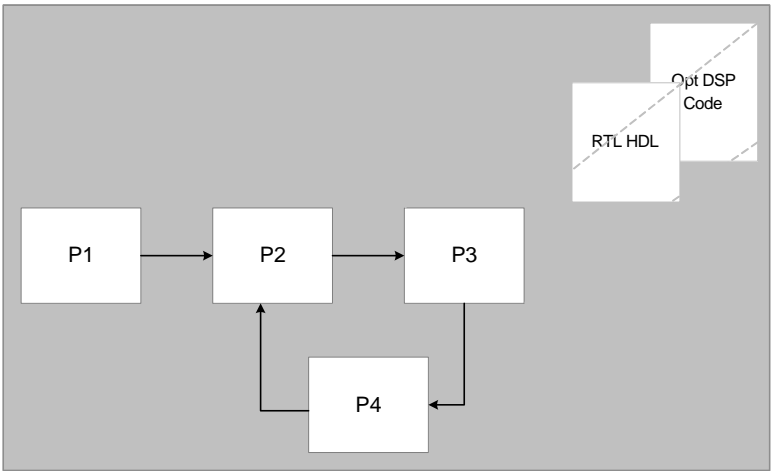 Opt DSP
Code
RTL HDL
P1
P2
P3
P4